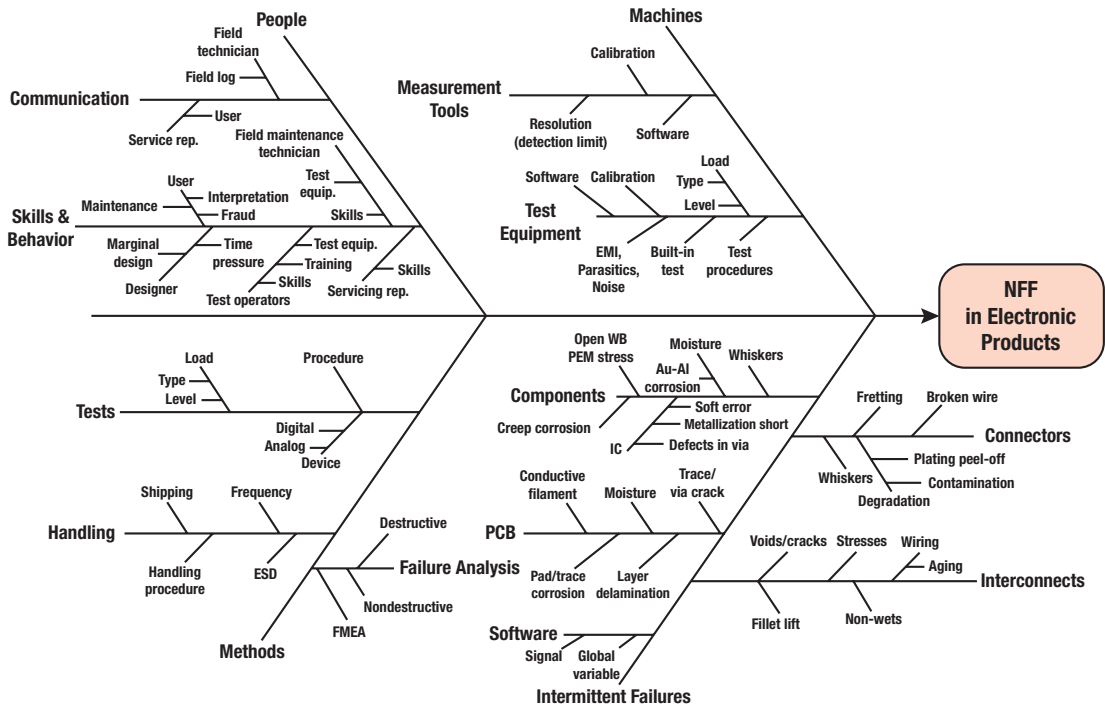 People
Field
technician
Field log
Communication
User
Service rep.
Field maintenance
technician
Test
equip.
Skills
User
Interpretation
Maintenance
Fraud
Skills &
Behavior
Marginal
design
Time
pressure
Designer
Test equip.
Training
Skills
Test operators
Skills
Servicing rep.
Machines
Calibration
Measurement
Tools
Resolution
(detection limit)
Software
Load
Type
Level
Software
Calibration
Test
Equipment
EMI,
Parasitics,
Noise
Built-in
test
Test
procedures
NFF
in Electronic
Products
Load
Type
Level
Procedure
Tests
Digital
Analog
Device
Shipping
Frequency
Handling
Handling
procedure
ESD
Destructive
Failure Analysis
Nondestructive
FMEA
Methods
Open WB
PEM stress
Moisture
Au-Al
corrosion
Whiskers
Components
Creep corrosion
Soft error
Metallization short
IC
Defects in via
Fretting
Broken wire
Connectors
Whiskers
Plating peel-off
Contamination
Degradation
Conductive
filament
Moisture
Trace/
via crack
PCB
Pad/trace
corrosion
Layer
delamination
Voids/cracks
Stresses
Wiring
Aging
Interconnects
Fillet lift
Non-wets
Software
Signal
Global
variable
Intermittent Failures